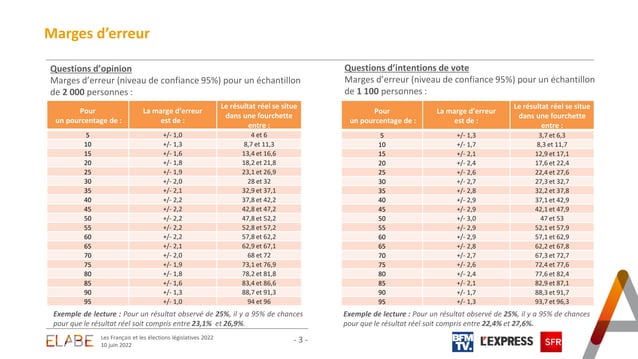 Marges d'erreur
Questions d'opinion
Marges d'erreur (niveau de confiance 95%) pour un échantillon
de 2 000 personnes :
Pour un pourcentage de : | La marge d'erreur est de : | Le résultat réel se situe dans une fourchette entre :
5 +/- 1,0 4 et 6
10 +/- 1,3 8,7 et 11,3
15 +/- 1,6 13,4 et 16,6
20 +/- 1,8 18,2 et 21,8
25 +/- 1,9 23,1 et 26,9
30 +/- 2,0 28 et 32
35 +/- 2,1 32,9 et 37,1
40 +/- 2,2 37,8 et 42,2
45 +/- 2,2 42,8 et 47,2
50 +/- 2,2 47,8 et 52,2
55 +/- 2,2 52,8 et 57,2
60 +/- 2,2 57,8 et 62,2
65 +/- 2,1 62,9 et 67,1
70 +/- 2,0 68 et 72
75 +/- 1,9 73,1 et 76,9
80 +/- 1,8 78,2 et 81,8
85 +/- 1,6 83,4 et 86,6
90 +/- 1,3 88,7 et 91,3
95 +/- 1,0 94 et 96
Exemple de lecture : Pour un résultat observé de 25%, il y a 95% de chances
pour que le résultat réel soit compris entre 23,1% et 26,9%.
Questions d'intentions de vote
Marges d'erreur (niveau de confiance 95%) pour un échantillon
de 1 100 personnes :
Pour un pourcentage de : | La marge d'erreur est de : | Le résultat réel se situe dans une fourchette entre :
5 +/- 1,3 3,7 et 6,3
10 +/- 1,7 8,3 et 11,7
15 +/- 2,1 12,9 et 17,1
20 +/- 2,4 17,6 et 22,4
25 +/- 2,6 22,4 et 27,6
30 +/- 2,7 27,3 et 32,7
35 +/- 2,8 32,2 et 37,8
40 +/- 2,9 37,1 et 42,9
45 +/- 2,9 42,1 et 47,9
50 +/- 3,0 47 et 53
55 +/- 2,9 52,1 et 57,9
60 +/- 2,9 57,1 et 62,9
65 +/- 2,8 62,2 et 67,8
70 +/- 2,7 67,3 et 72,7
75 +/- 2,6 72,4 et 77,6
80 +/- 2,4 77,6 et 82,4
85 +/- 2,1 82,9 et 87,1
90 +/- 1,7 88,3 et 91,7
95 +/- 1,3 93,7 et 96,3
Exemple de lecture : Pour un résultat observé de 25%, il y a 95% de chances
pour que le résultat réel soit compris entre 22,4% et 27,6%.
ELABE
Les Français et les élections législatives 2022
10 juin 2022
- 3 -
BFM
TV.
L'EXPRESS
SFR